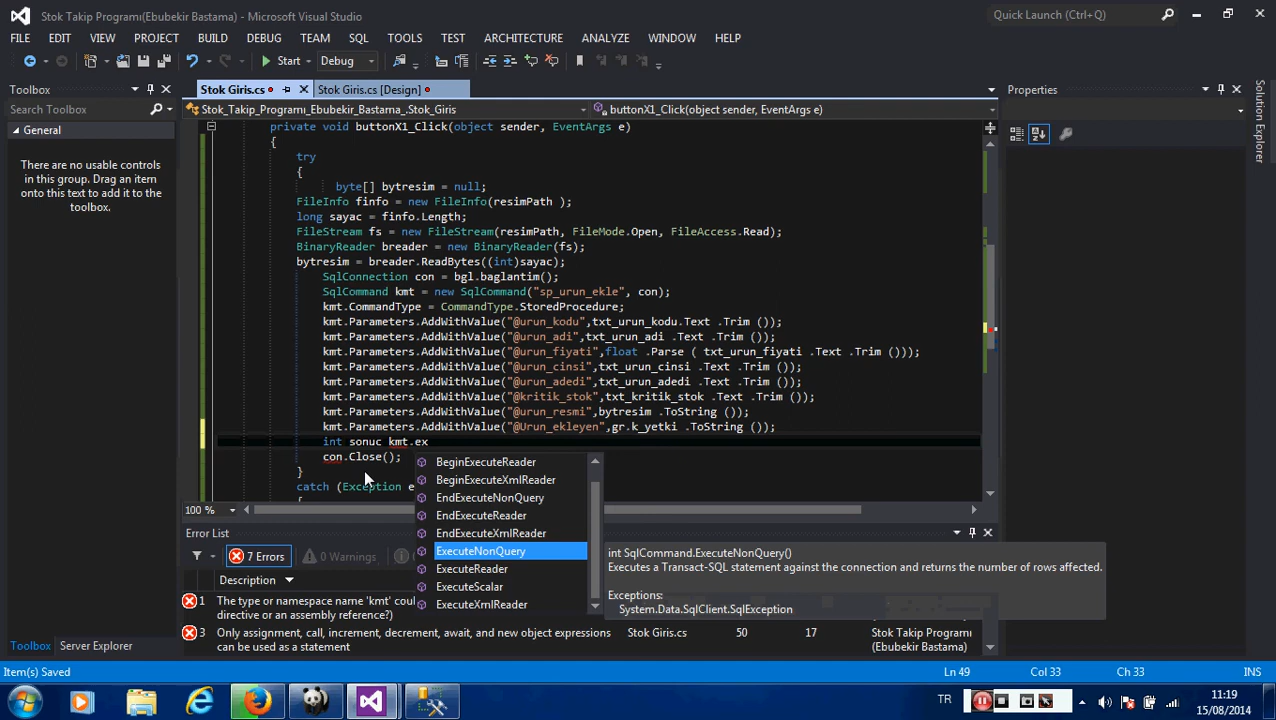 Stok Takip Programı(Ebubekir Bastama) - Microsoft Visual Studio
Quick Launch (Ctrl+Q)
FILE EDIT VIEW PROJECT BUILD DEBUG TEAM SQL TOOLS TEST ARCHITECTURE ANALYZE WINDOW HELP
Start Debug
Toolbox
Stok Giris.cs
Stok Giris.cs [Design]
Properties
Solution Explorer
Search Toolbox
Stok_Takip_Programı_Ebubekir_Bastama_.Stok_Giris
buttonX1_Click(object sender, EventArgs e)
General
There are no usable controls
in this group. Drag an item
onto this text to add it to the
toolbox.
private void buttonX1_Click(object sender, EventArgs e)
{
try
{
byte[] bytresim = null;
FileInfo finfo = new FileInfo(resimPath );
long sayac = finfo.Length;
FileStream fs = new FileStream(resimPath, FileMode.Open, FileAccess.Read);
BinaryReader breader = new BinaryReader(fs);
bytresim = breader.ReadBytes((int)sayac);
SqlConnection con = bgl.baglantim();
SqlCommand kmt = new SqlCommand("sp_urun_ekle", con);
kmt.CommandType = CommandType.StoredProcedure;
kmt.Parameters.AddWithValue("@urun_kodu",txt_urun_kodu.Text .Trim ());
kmt.Parameters.AddWithValue("@urun_adi",txt_urun_adi .Text .Trim ());
kmt.Parameters.AddWithValue("@urun_fiyati",float .Parse ( txt_urun_fiyati .Text .Trim ()));
kmt.Parameters.AddWithValue("@urun_cinsi",txt_urun_cinsi .Text .Trim ());
kmt.Parameters.AddWithValue("@urun_adedi",txt_urun_adedi .Text .Trim ());
kmt.Parameters.AddWithValue("@kritik_stok",txt_kritik_stok .Text .Trim ());
kmt.Parameters.AddWithValue("@urun_resmi",bytresim .ToString ());
kmt.Parameters.AddWithValue("@Urun_ekleyen",gr.k_yetki .ToString ());
int sonuc kmt.ex
con.Close();
}
catch (Exception e
BeginExecuteReader
BeginExecuteXmlReader
EndExecuteNonQuery
EndExecuteReader
EndExecuteXmlReader
ExecuteNonQuery
ExecuteReader
ExecuteScalar
ExecuteXmlReader
int SqlCommand.ExecuteNonQuery()
Executes a Transact-SQL statement against the connection and returns the number of rows affected.
Exceptions:
System.Data.SqlClient.SqlException
100 %
Error List
7 Errors
0 Warnings
Description
1 The type or namespace name 'kmt' coul
directive or an assembly reference?)
3 Only assignment, call, increment, decrement, await, and new object expressions
can be used as a statement
Stok Giris.cs 50 17 Stok Takip Programı
(Ebubekir Bastama)
Toolbox Server Explorer
Item(s) Saved
Ln 49 Col 33 Ch 33 INS
TR
11:19
15/08/2014